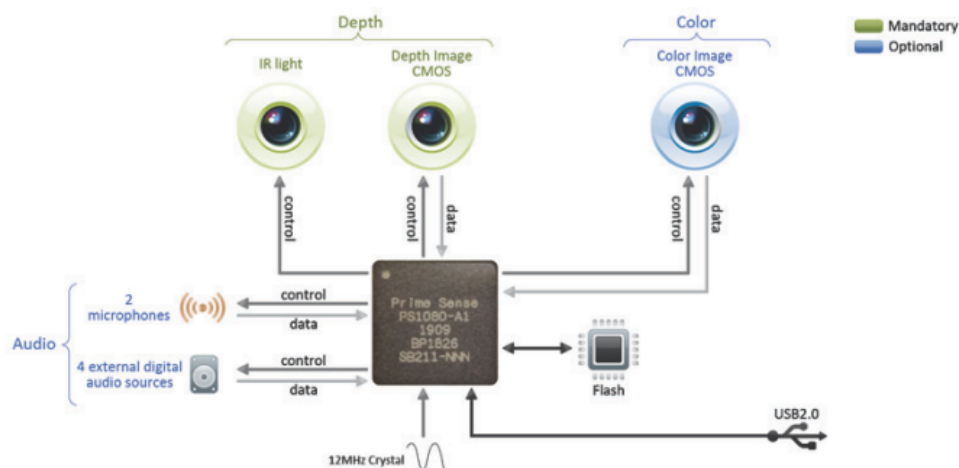 Depth
Color
Mandatory
Optional
IR light
Depth Image
CMOS
Color Image
CMOS
control
control
data
control
data
Prime Sense
PS1080-A1
1909
BP1826
SB211-NNN
Audio
2
microphones
control
data
4 external digital
audio sources
control
data
Flash
USB2.0
12MHz Crystal